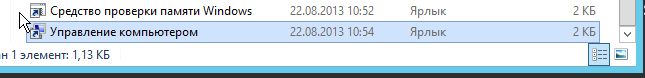 Средство проверки памяти Windows 22.08.2013 10:52 Ярлык 2 КБ
Управление компьютером 22.08.2013 10:54 Ярлык 2 КБ
н 1 элемент: 1,13 КБ